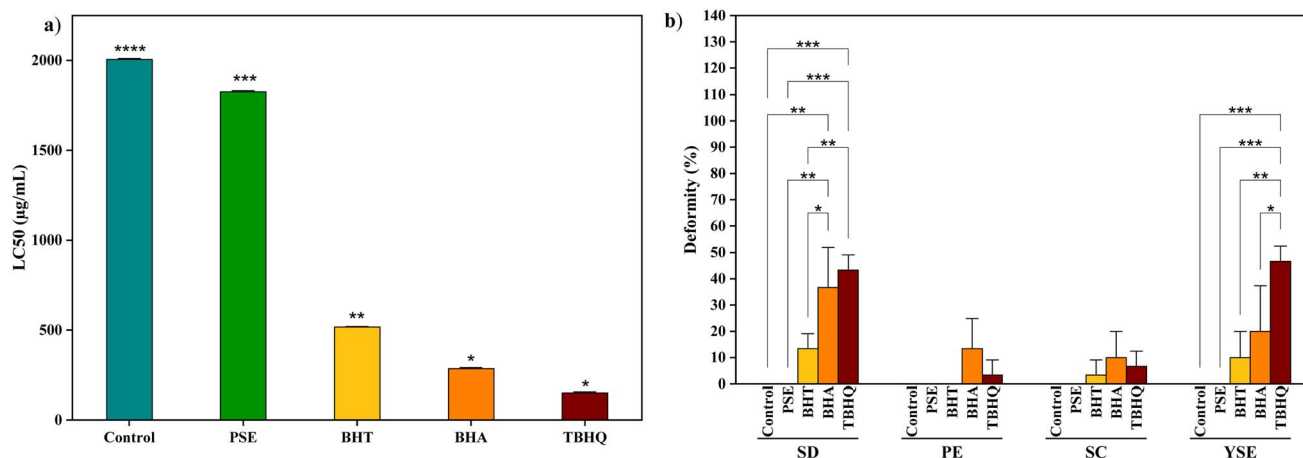 a)
LC50 (µg/mL)
2000
1500
1000
500
0
****
***
**
*
*
Control PSE BHT BHA TBHQ
b)
Deformity (%)
140
130
120
110
100
90
80
70
60
50
40
30
20
10
0
***
***
**
**
**
*
***
***
**
*
Control PSE BHT BHA TBHQ
SD
Control PSE BHT BHA TBHQ
PE
Control PSE BHT BHA TBHQ
SC
Control PSE BHT BHA TBHQ
YSE